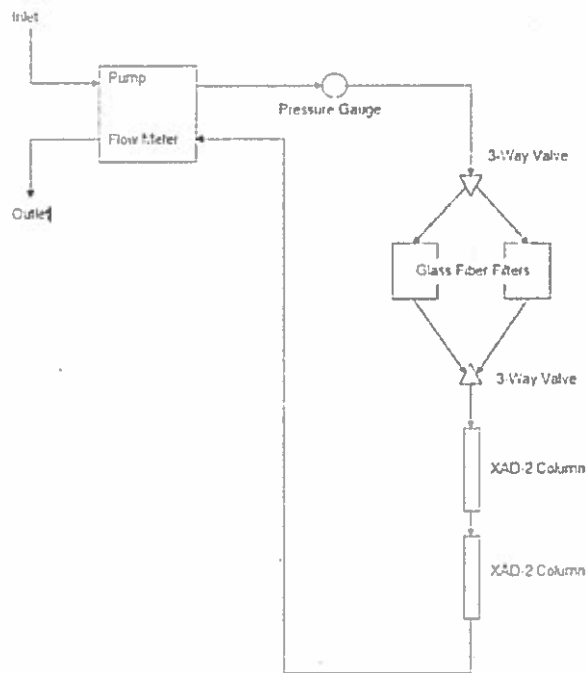 Inlet
Pump
Pressure Gauge
Flow Meter
3-Way Valve
Outlet
Glass Fiber Filters
3-Way Valve
XAD-2 Column
XAD-2 Column